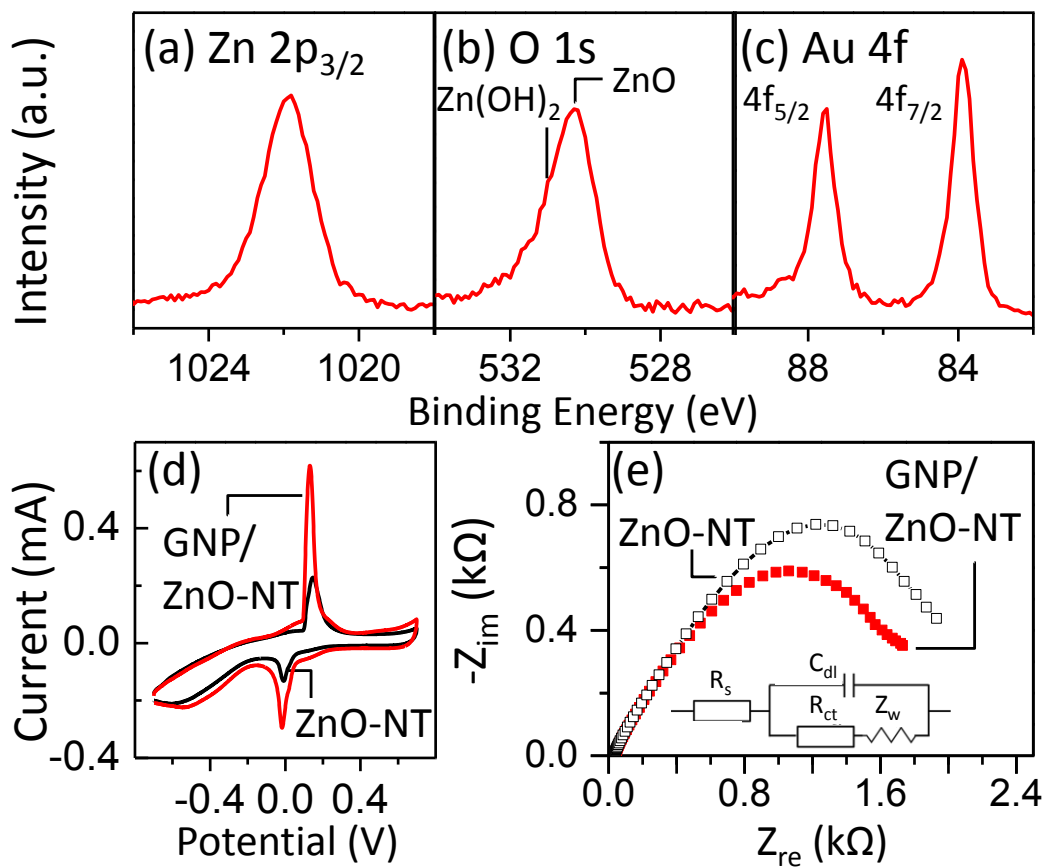 Intensity (a.u.)
(a) Zn 2p3/2
(b) O 1s
(c) Au 4f
Zn(OH)2
ZnO
4f5/2
4f7/2
1024
1020
532
528
88
84
Binding Energy (eV)
Current (mA)
(d)
0.4
0.0
-0.4
GNP/
ZnO-NT
ZnO-NT
-0.4
0.0
0.4
Potential (V)
-Zim (kΩ)
(e)
0.8
0.4
0.0
ZnO-NT
GNP/
ZnO-NT
Cdl
Rs
Rct
Zw
0.0
0.8
1.6
2.4
Zre (kΩ)